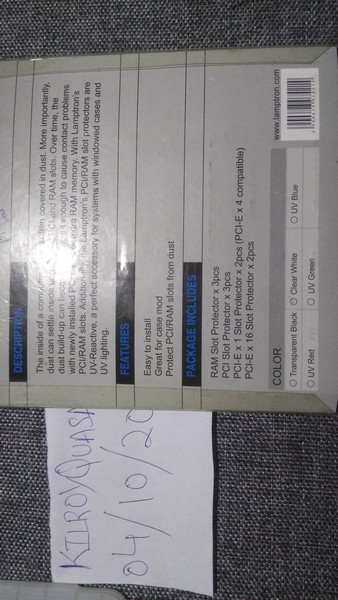 DESCRIPTION
The inside of a covered in dust. More importantly,
dust can settle inside and RAM slots. Over time, the
dust build-up can enough to cause contact problems
with newly installed RAM memory. With Lamptron's
PCI/RAM slots. Lamptron's PCI/RAM slot protectors are
UV-Reactive, a perfect accessory for systems with windowed cases and
UV lighting.
FEATURES
Easy to install
Great for case mod
Protect PCI/RAM slots from dust
PACKAGE INCLUDES
RAM Slot Protector x 3pcs
PCI Slot Protector x 3pcs
PCI-E x 1 Slot Protector x 2pcs (PCI-E x 4 compatible)
PCI-E x 16 Slot Protector x 2pcs
COLOR
Transparent Black Clear White UV Blue
UV Red UV Green
www.lamptron.com
KILROYQUASA
04/10/20